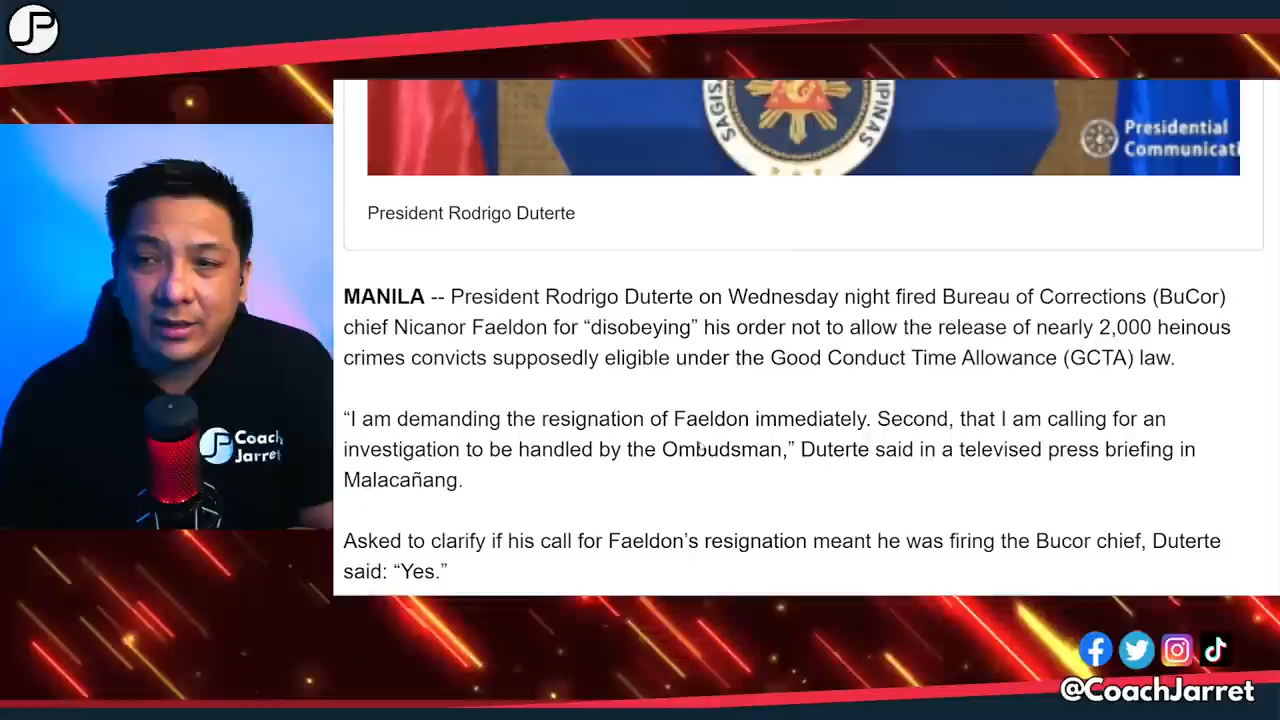 JP
SAGIS
IPINAS
Presidential
Communicati
President Rodrigo Duterte
MANILA -- President Rodrigo Duterte on Wednesday night fired Bureau of Corrections (BuCor)
chief Nicanor Faeldon for “disobeying” his order not to allow the release of nearly 2,000 heinous
crimes convicts supposedly eligible under the Good Conduct Time Allowance (GCTA) law.
“I am demanding the resignation of Faeldon immediately. Second, that I am calling for an
investigation to be handled by the Ombudsman,” Duterte said in a televised press briefing in
Malacañang.
Asked to clarify if his call for Faeldon’s resignation meant he was firing the Bucor chief, Duterte
said: “Yes.”
Coach
Jarret
@CoachJarret